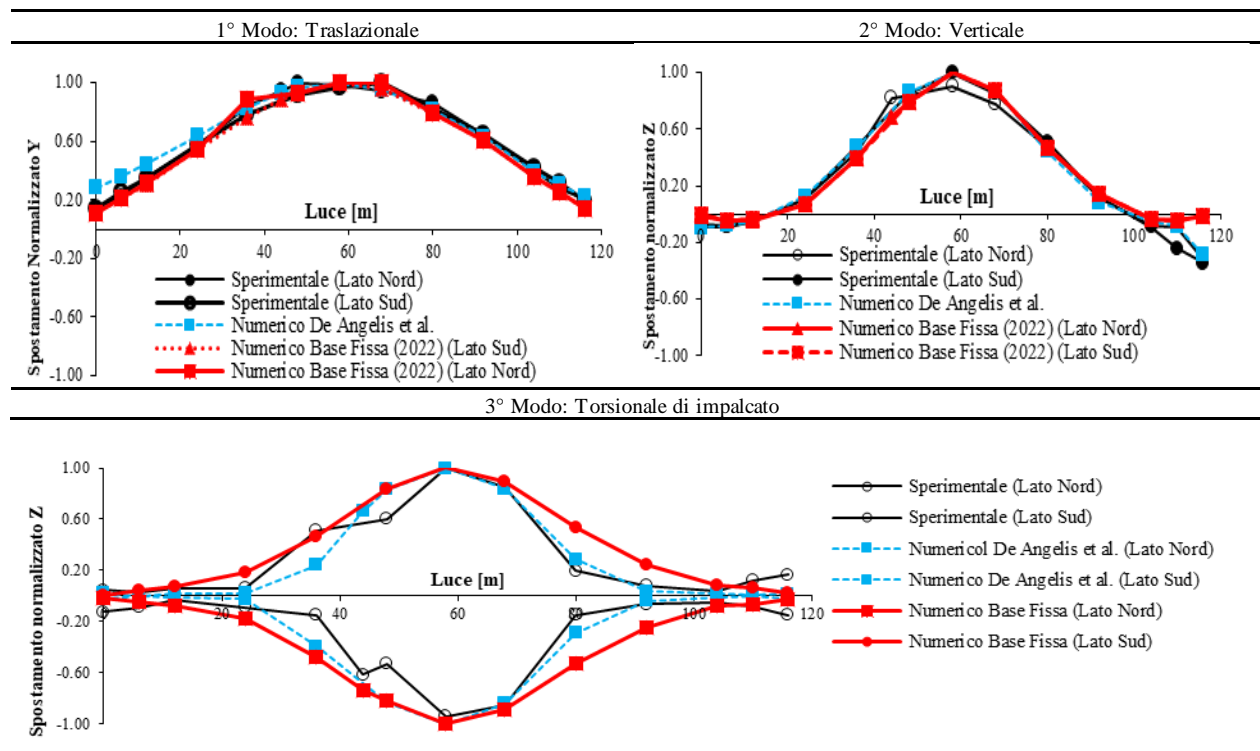 1° Modo: Traslazionale
2° Modo: Verticale
Spostamento Normalizzato Y
1.00
0.60
0.20
-0.20
-0.60
-1.00
0
20
40
60
80
100
120
Luce [m]
Sperimentale (Lato Nord)
Sperimentale (Lato Sud)
Numerico De Angelis et al.
Numerico Base Fissa (2022) (Lato Sud)
Numerico Base Fissa (2022) (Lato Nord)
Spostamento normalizzato Z
1.00
0.60
0.20
-0.20
-0.60
-1.00
0
20
40
60
80
100
120
Luce [m]
Sperimentale (Lato Nord)
Sperimentale (Lato Sud)
Numerico De Angelis et al.
Numerico Base Fissa (2022) (Lato Nord)
Numerico Base Fissa (2022) (Lato Sud)
3° Modo: Torsionale di impalcato
Spostamento normalizzato Z
1.00
0.60
0.20
-0.20
-0.60
-1.00
0
20
40
60
80
100
120
Luce [m]
Sperimentale (Lato Nord)
Sperimentale (Lato Sud)
Numericol De Angelis et al. (Lato Nord)
Numerico De Angelis et al. (Lato Sud)
Numerico Base Fissa (Lato Nord)
Numerico Base Fissa (Lato Sud)